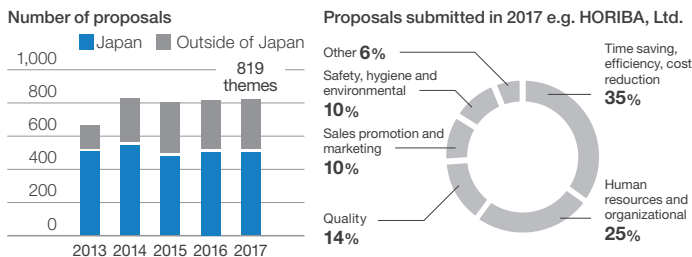 Number of proposals
Japan Outside of Japan
1,000
819
themes
800
600
400
200
0
2013 2014 2015 2016 2017
Proposals submitted in 2017 e.g. HORIBA, Ltd.
Other 6%
Safety, hygiene and
environmental
10%
Sales promotion and
marketing
10%
Quality
14%
Time saving,
efficiency, cost
reduction
35%
Human
resources and
organizational
25%